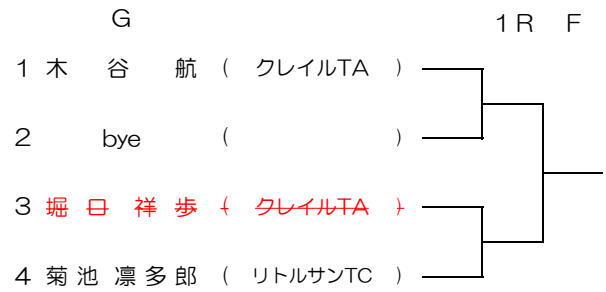 G 1R F
1 木谷 航 ( クレイルTA )
2 bye ( )
3 堀口 祥歩 ( クレイルTA )
4 菊池 凛多郎 ( リトルサンTC )